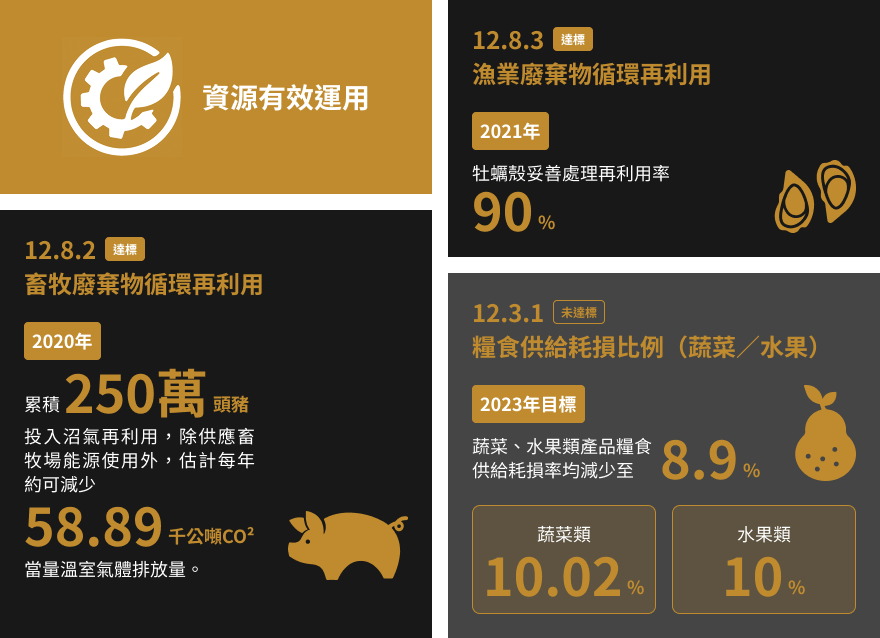 資源有效運用
12.8.2 達標
畜牧廢棄物循環再利用
2020年
累積 250萬 頭豬
投入沼氣再利用，除供應畜
牧場能源使用外，估計每年
約可減少
58.89 千公噸CO²
當量溫室氣體排放量。
12.8.3 達標
漁業廢棄物循環再利用
2021年
牡蠣殼妥善處理再利用率
90 %
12.3.1 未達標
糧食供給耗損比例（蔬菜／水果）
2023年目標
蔬菜、水果類產品糧食
供給耗損率均減少至 8.9 %
蔬菜類
10.02 %
水果類
10 %